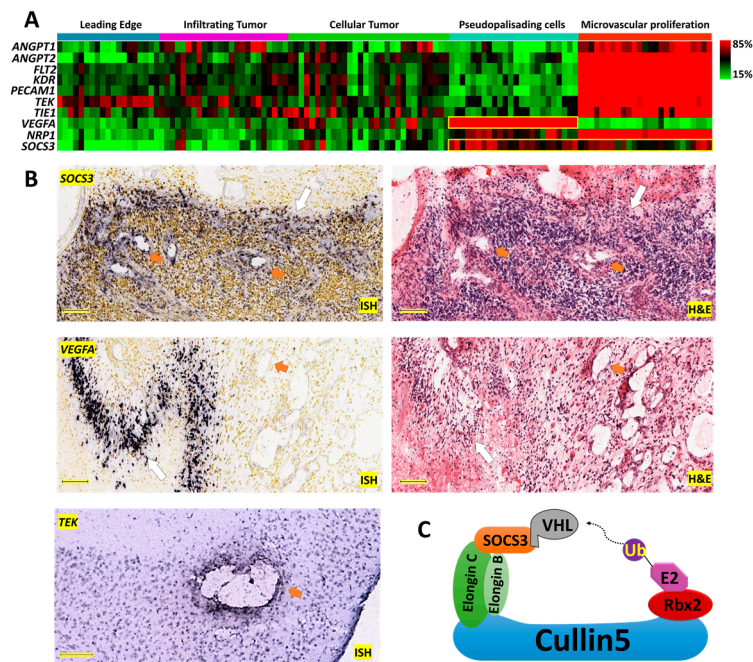 A
Leading Edge Infiltrating Tumor Cellular Tumor Pseudopalisading cells Microvascular proliferation
ANGPT1
ANGPT2
FLT2
KDR
PECAM1
TEK
TIE1
VEGFA
NRP1
SOCS3
85%
15%
B
SOCS3
ISH
H&E
VEGFA
ISH
H&E
TEK
ISH
C
SOCS3
VHL
Elongin C
Elongin B
Ub
E2
Rbx2
Cullin5